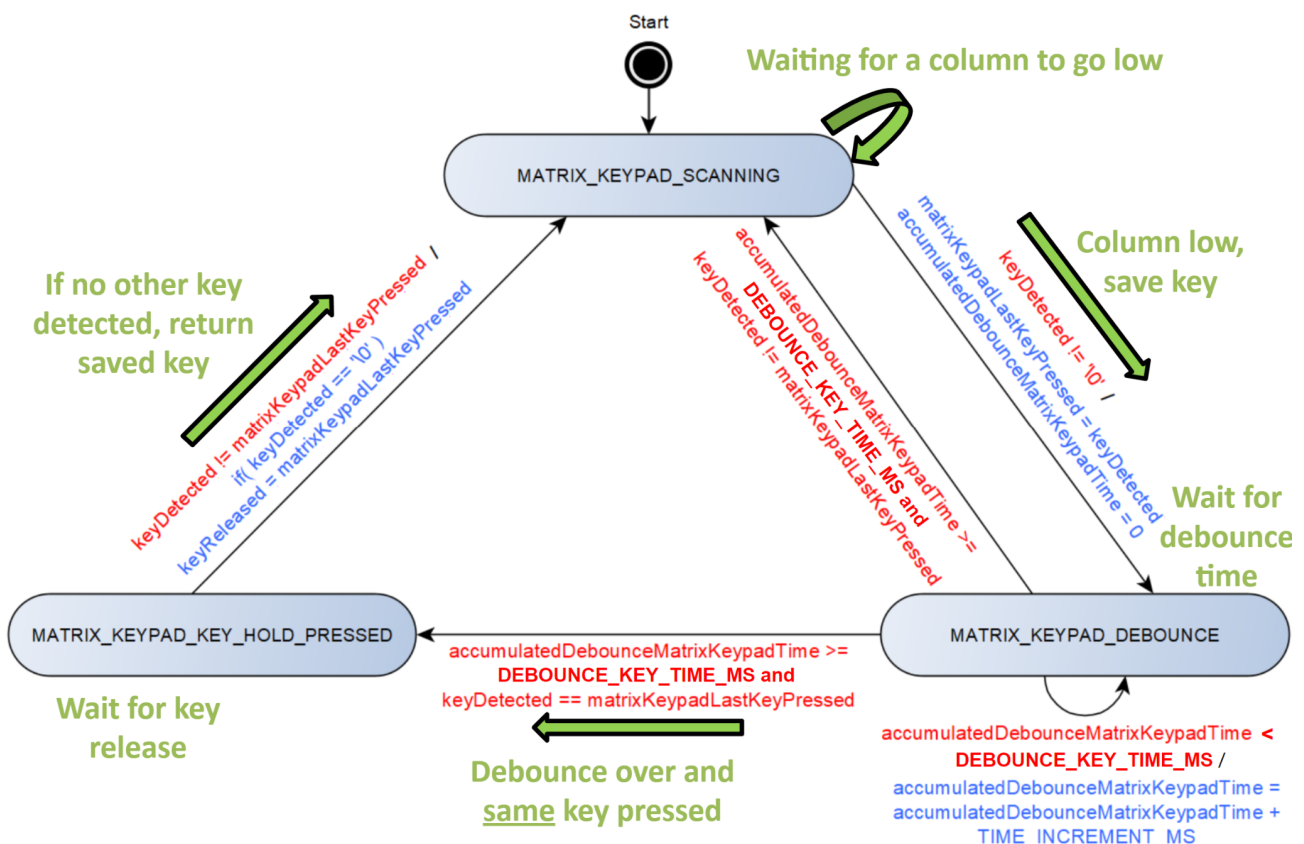 Start
Waiting for a column to go low
MATRIX_KEYPAD_SCANNING
keyDetected != '\0' /
matrixKeypadLastKeyPressed = keyDetected
accumulatedDebounceMatrixKeypadTime = 0
Column low,
save key
accumulatedDebounceMatrixKeypadTime >=
DEBOUNCE_KEY_TIME_MS and
keyDetected != matrixKeypadLastKeyPressed
If no other key
detected, return
saved key
keyDetected != matrixKeypadLastKeyPressed /
if( keyDetected == '\0' )
keyReleased = matrixKeypadLastKeyPressed
Wait for
debounce
time
MATRIX_KEYPAD_KEY_HOLD_PRESSED
MATRIX_KEYPAD_DEBOUNCE
accumulatedDebounceMatrixKeypadTime >=
DEBOUNCE_KEY_TIME_MS and
keyDetected == matrixKeypadLastKeyPressed
Wait for key
release
Debounce over and
same key pressed
accumulatedDebounceMatrixKeypadTime <
DEBOUNCE_KEY_TIME_MS /
accumulatedDebounceMatrixKeypadTime =
accumulatedDebounceMatrixKeypadTime +
TIME_INCREMENT_MS